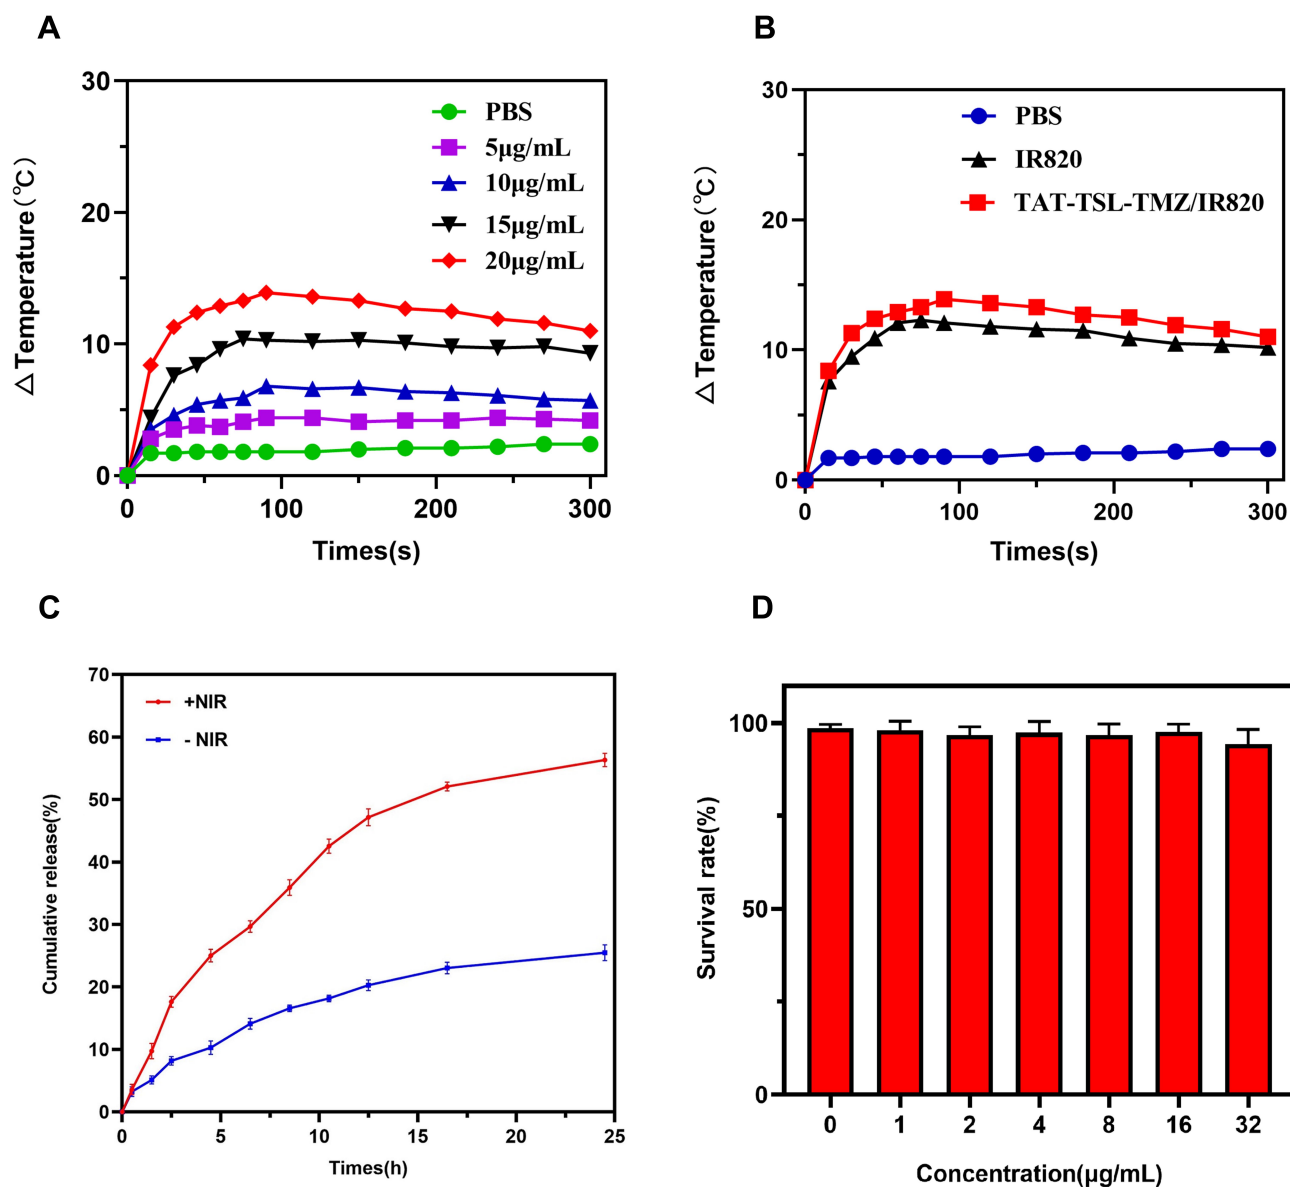 A
30
20
10
0
0
100
200
300
△Temperature(℃)
Times(s)
PBS
5μg/mL
10μg/mL
15μg/mL
20μg/mL
B
30
20
10
0
0
100
200
300
△Temperature(℃)
Times(s)
PBS
IR820
TAT-TSL-TMZ/IR820
C
70
60
50
40
30
20
10
0
0
5
10
15
20
25
Cumulative release(%)
Times(h)
+NIR
- NIR
D
100
50
0
0
1
2
4
8
16
32
Survival rate(%)
Concentration(μg/mL)